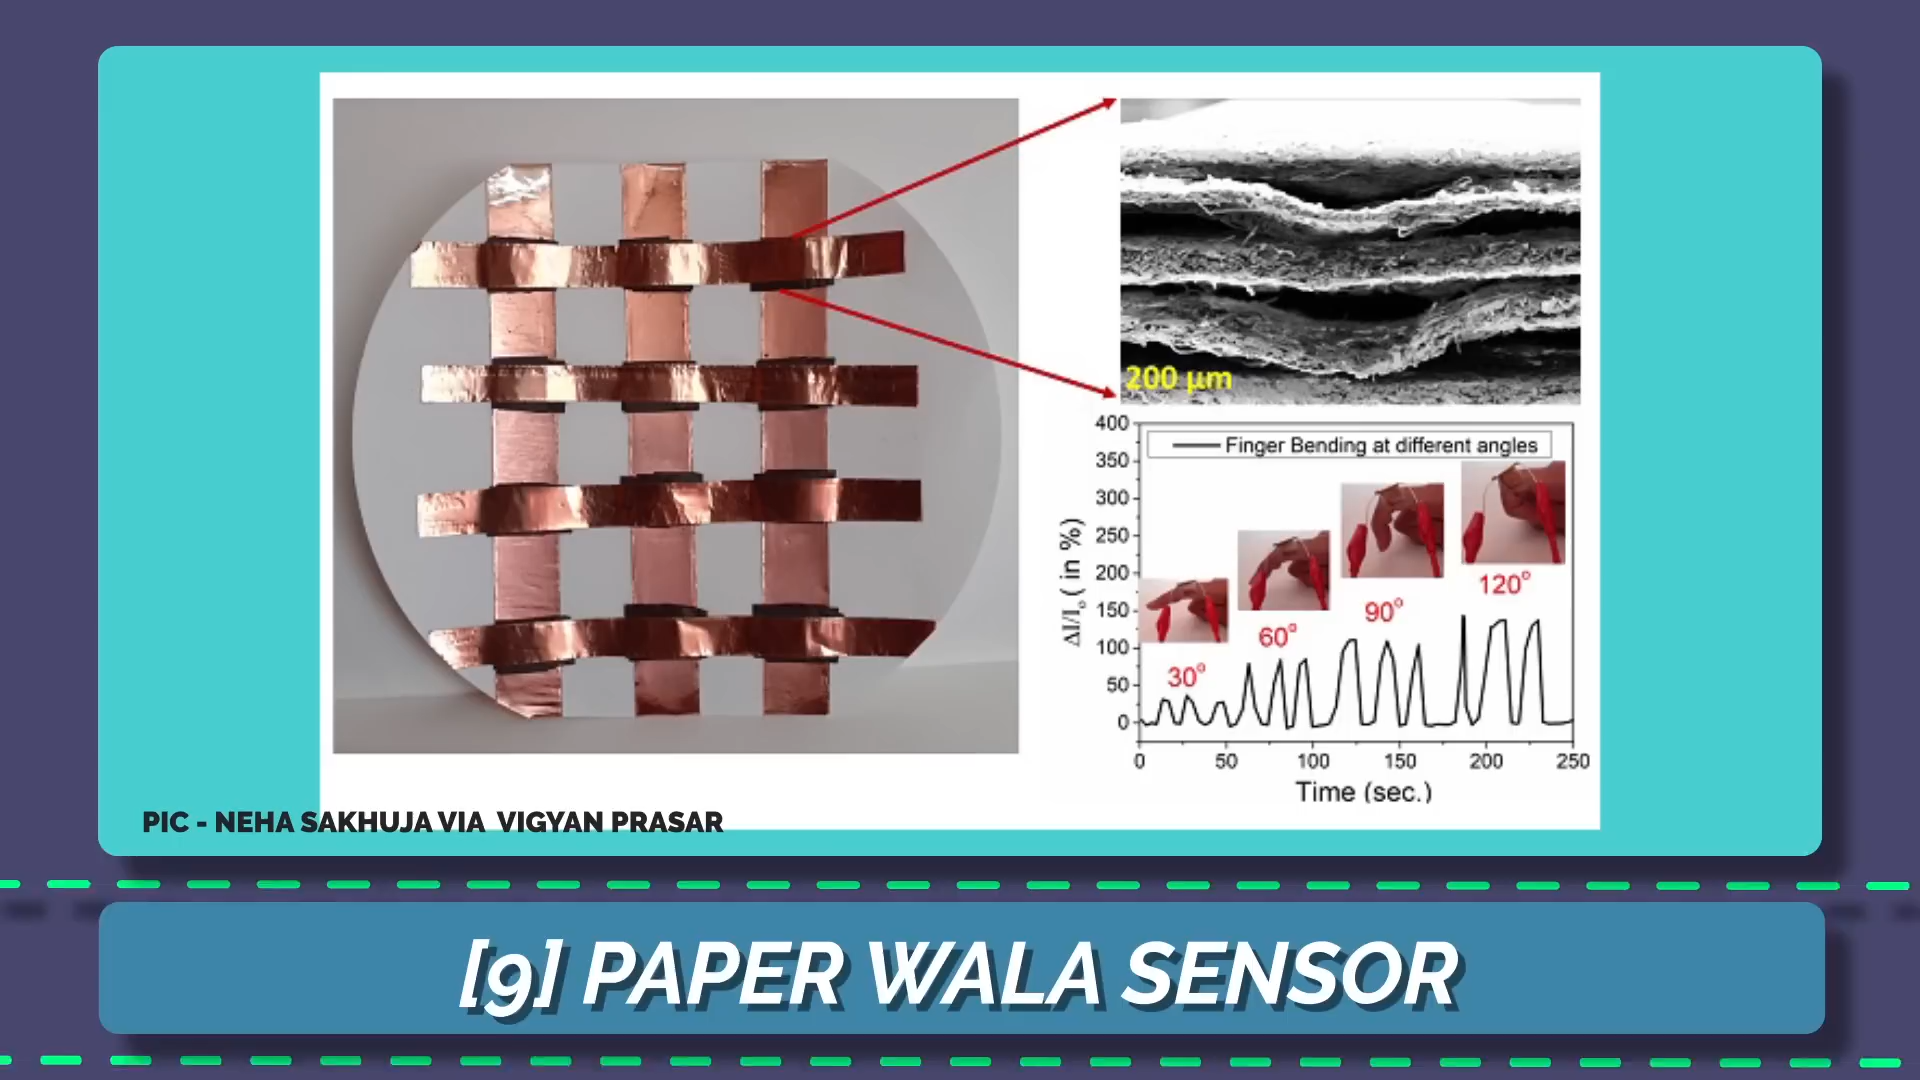 200 µm
400
350
300
250
200
150
100
50
0
ΔI/I₀ ( in %)
Finger Bending at different angles
30°
60°
90°
120°
0 50 100 150 200 250
Time (sec.)
PIC - NEHA SAKHUJA VIA VIGYAN PRASAR
[9] PAPER WALA SENSOR